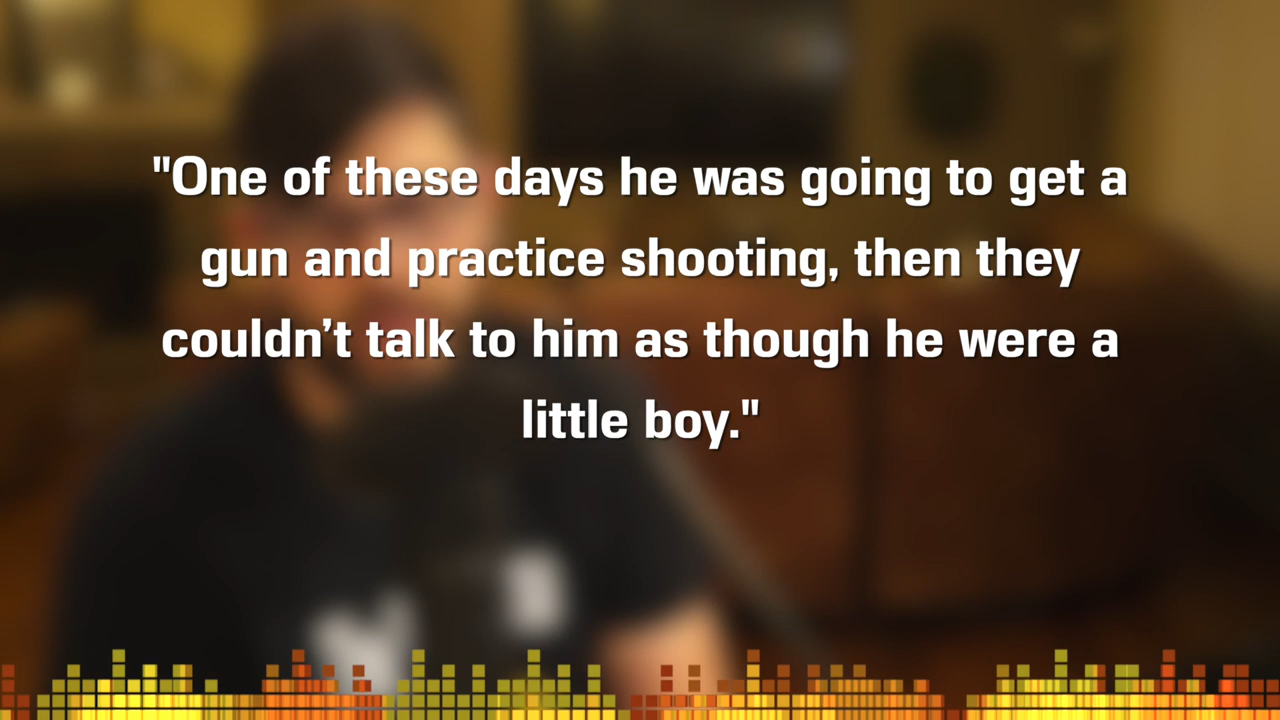 "One of these days he was going to get a
gun and practice shooting, then they
couldn’t talk to him as though he were a
little boy."